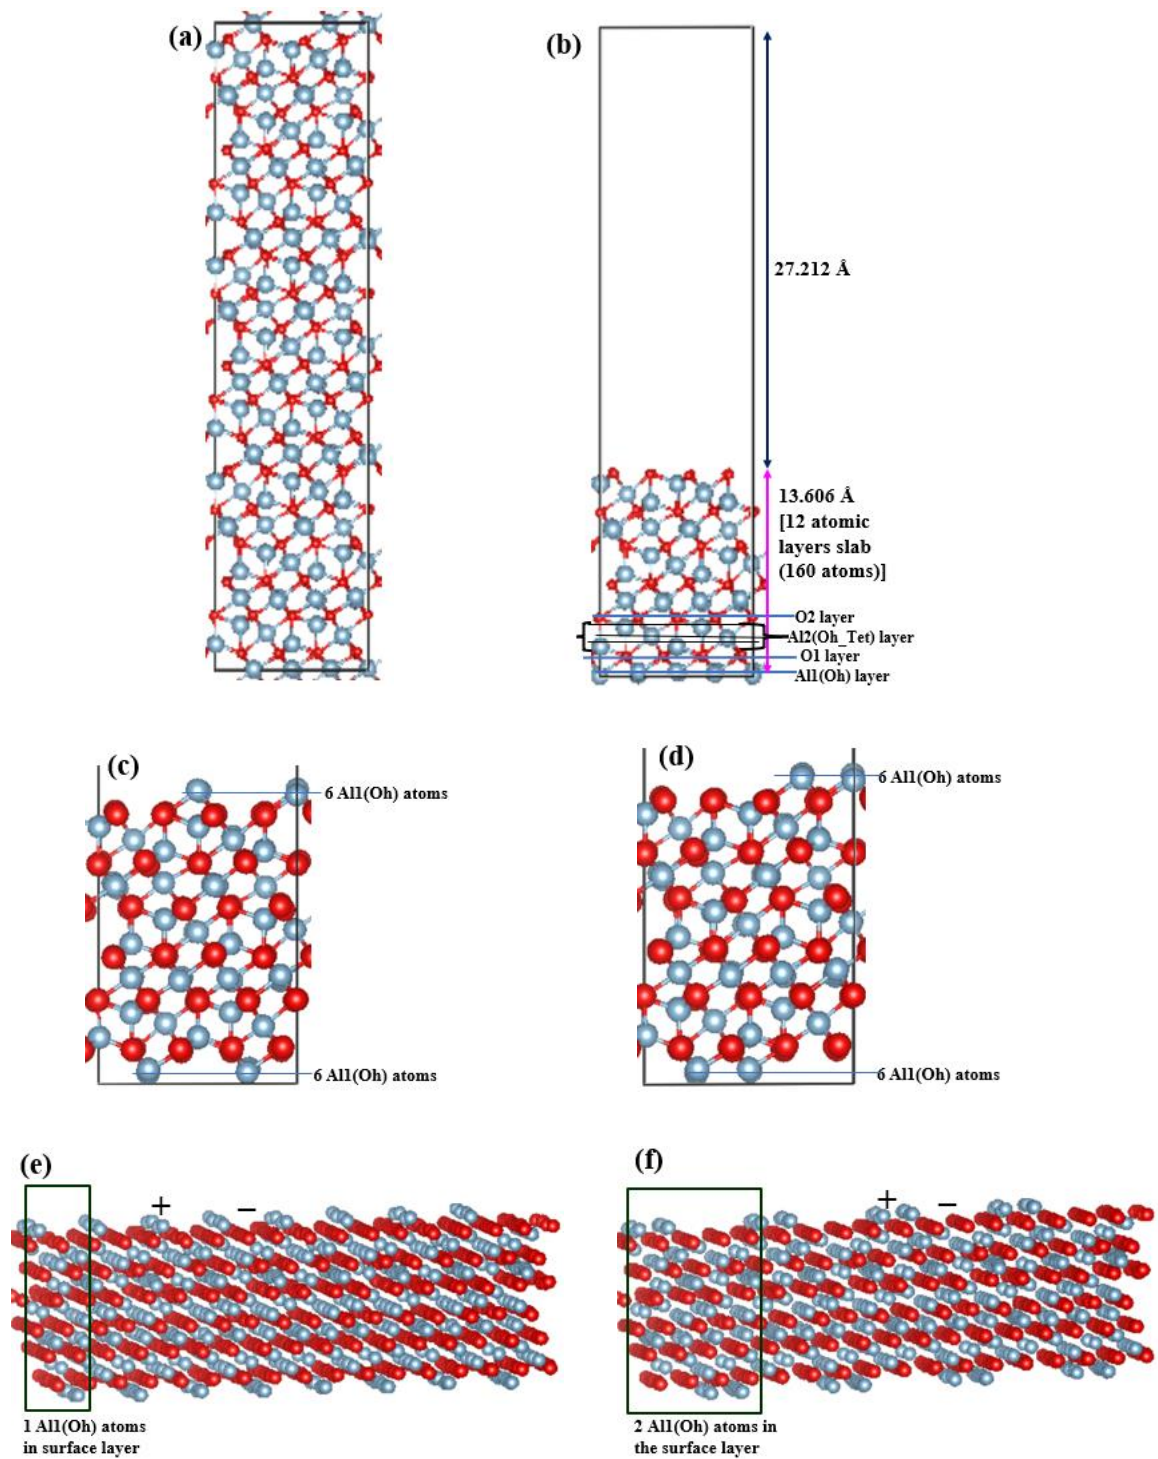 (a)
(b)
27.212 Å
13.606 Å
[12 atomic
layers slab
(160 atoms)]
O2 layer
Al2(Oh_Tet) layer
O1 layer
Al1(Oh) layer
(c)
6 Al1(Oh) atoms
6 Al1(Oh) atoms
(d)
6 Al1(Oh) atoms
6 Al1(Oh) atoms
(e)
+ −
1 Al1(Oh) atoms
in surface layer
(f)
+ −
2 Al1(Oh) atoms in
the surface layer